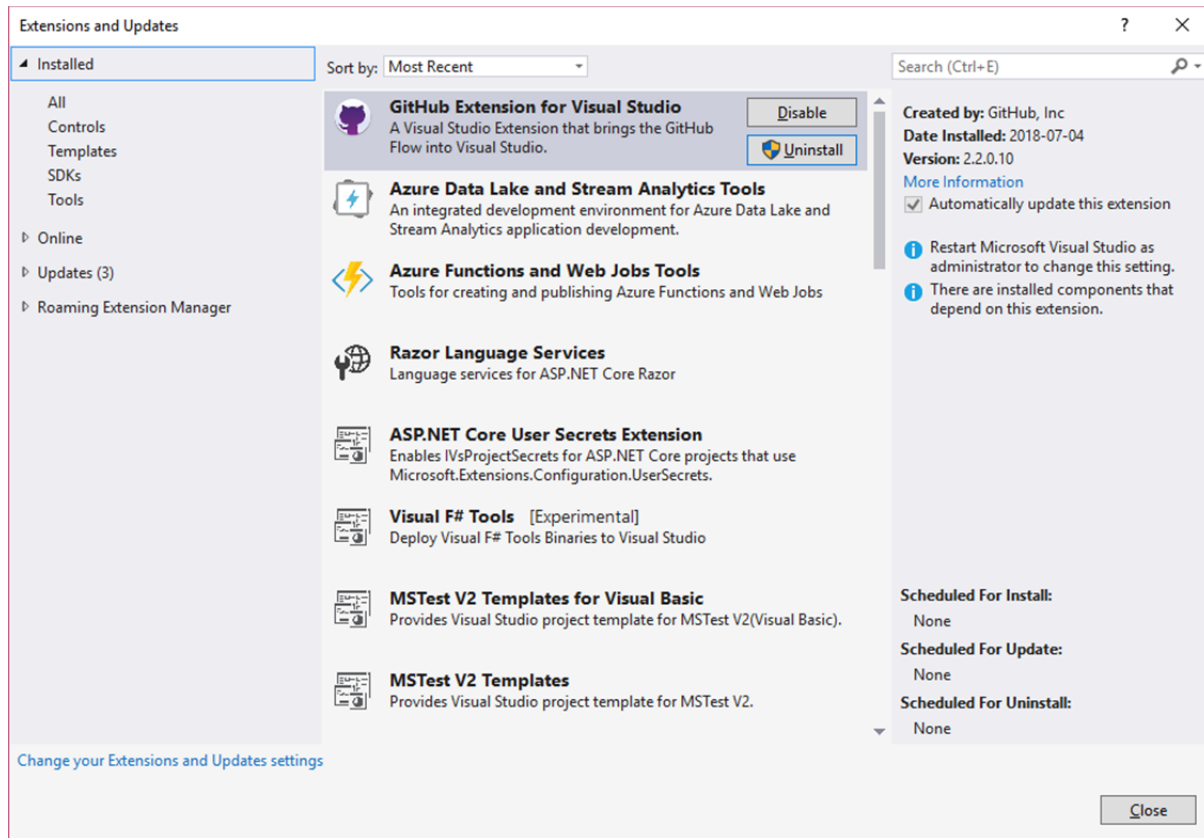 Extensions and Updates
?
Installed
All
Controls
Templates
SDKs
Tools
Online
Updates (3)
Roaming Extension Manager
Change your Extensions and Updates settings
Sort by: Most Recent
GitHub Extension for Visual Studio
A Visual Studio Extension that brings the GitHub
Flow into Visual Studio.
Disable
Uninstall
Azure Data Lake and Stream Analytics Tools
An integrated development environment for Azure Data Lake and
Stream Analytics application development.
Azure Functions and Web Jobs Tools
Tools for creating and publishing Azure Functions and Web Jobs
Razor Language Services
Language services for ASP.NET Core Razor
ASP.NET Core User Secrets Extension
Enables IVsProjectSecrets for ASP.NET Core projects that use
Microsoft.Extensions.Configuration.UserSecrets.
Visual F# Tools [Experimental]
Deploy Visual F# Tools Binaries to Visual Studio
MSTest V2 Templates for Visual Basic
Provides Visual Studio project template for MSTest V2(Visual Basic).
MSTest V2 Templates
Provides Visual Studio project template for MSTest V2.
Search (Ctrl+E)
Created by: GitHub, Inc
Date Installed: 2018-07-04
Version: 2.2.0.10
More Information
Automatically update this extension
Restart Microsoft Visual Studio as
administrator to change this setting.
There are installed components that
depend on this extension.
Scheduled For Install:
None
Scheduled For Update:
None
Scheduled For Uninstall:
None
Close